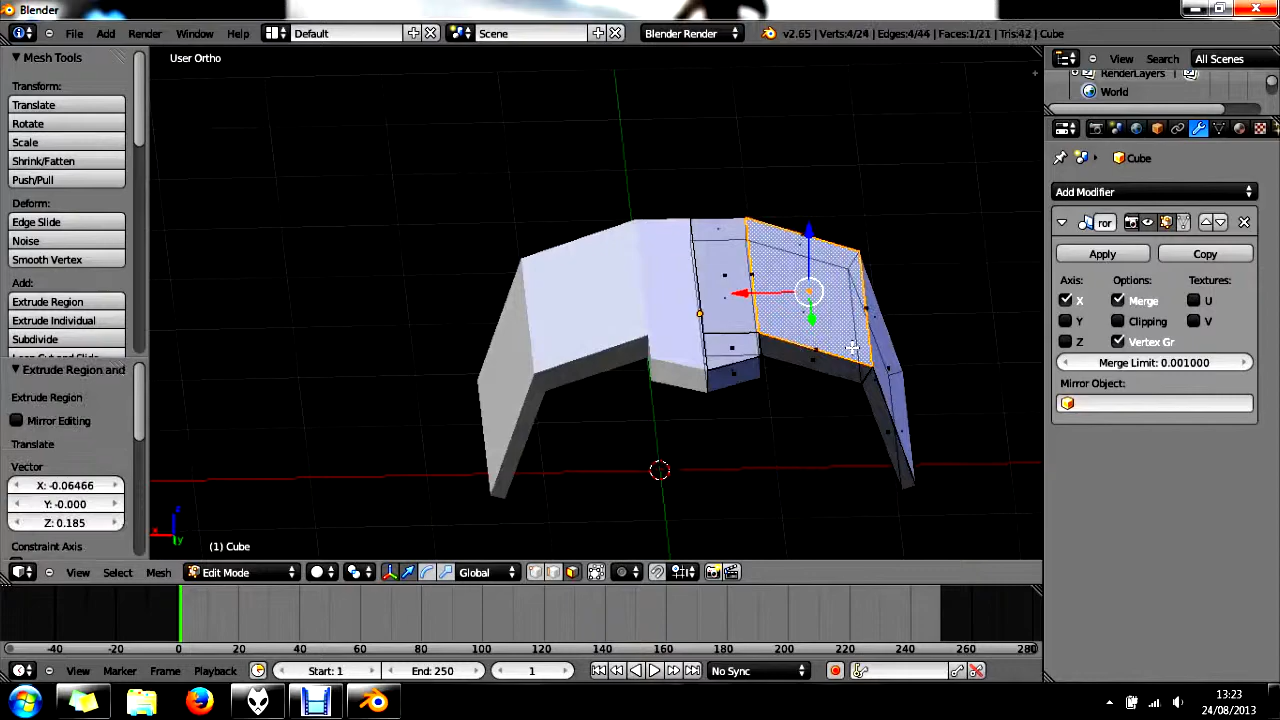 Blender
File Add Render Window Help Default Scene Blender Render v2.65 | Verts:4/24 | Edges:4/44 | Faces:1/21 | Tris:42 | Cube
Mesh Tools
Transform:
Translate
Rotate
Scale
Shrink/Fatten
Push/Pull
Deform:
Edge Slide
Noise
Smooth Vertex
Add:
Extrude Region
Extrude Individual
Subdivide
Extrude Region and
Extrude Region
Mirror Editing
Translate
Vector
X: -0.06466
Y: -0.000
Z: 0.185
Constraint Axis
User Ortho
z
x
y
(1) Cube
View Search All Scenes
RenderLayers
World
Cube
Add Modifier
ror
Apply Copy
Axis: Options: Textures:
X Merge U
Y Clipping V
Z Vertex Gr
Merge Limit: 0.001000
Mirror Object:
View Select Mesh Edit Mode Global
-40 -20 0 20 40 60 80 100 120 140 160 180 200 220 240 260 280
View Marker Frame Playback Start: 1 End: 250 1 No Sync
13:23
24/08/2013